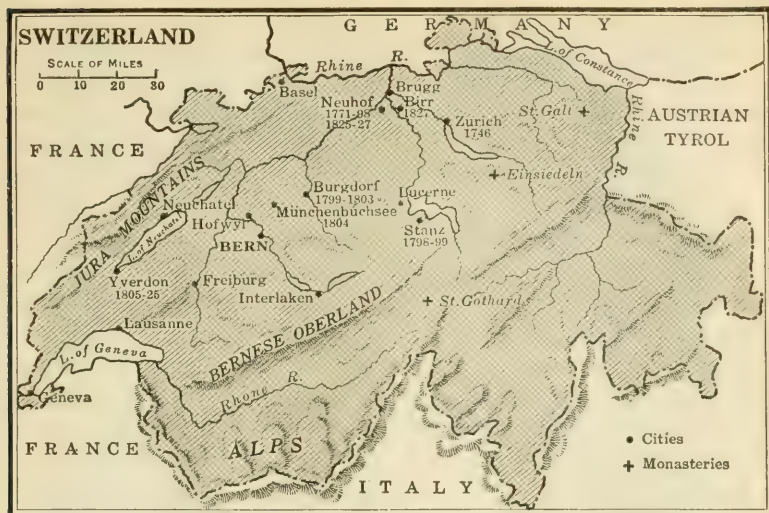 GERMANY
SWITZERLAND
SCALE OF MILES
0 10 20 30
Rhine R.
L. of Constance
Basel
Brugg
Neuhof
1771-98
1825-27
Birr
1827
Zurich
1746
St. Gall
Rhine R.
AUSTRIAN
TYROL
FRANCE
Einsiedeln
JURA MOUNTAINS
Neuchatel
L. of Neuchatel
Burgdorf
1799-1803
Hofwyl
Münchenbüchsee
1804
Lucerne
Stanz
1798-99
BERN
Yverdon
1805-25
Freiburg
Interlaken
St. Gothard
Lausanne
BERNESE OBERLAND
L. of Geneva
Rhone R.
Geneva
FRANCE
ALPS
ITALY
Cities
Monasteries